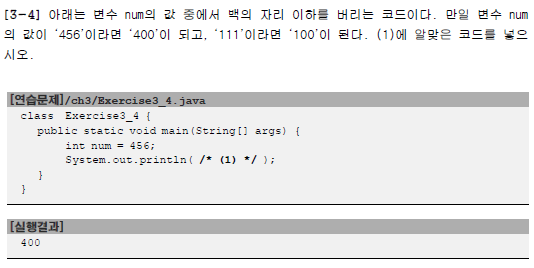 [3-4] 아래는 변수 num의 값 중에서 백의 자리 이하를 버리는 코드이다. 만일 변수 num
의 값이 '456'이라면 '400'이 되고, '111'이라면 '100'이 된다. (1)에 알맞은 코드를 넣으
시오.
[연습문제]/ch3/Exercise3_4.java
class Exercise3_4 {
public static void main(String[] args) {
int num = 456;
System.out.println( /* (1) */ );
}
}
[실행결과]
400